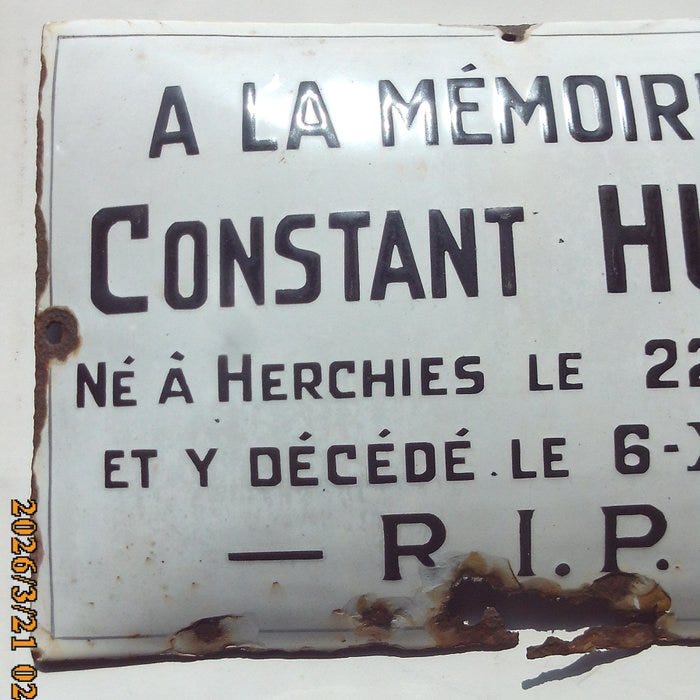 A LA MÉMOIR
CONSTANT HU
NÉ À HERCHIES LE 22
ET Y DÉCÉDÉ. LE 6-X
— R.I.P.
2026/3/21 02